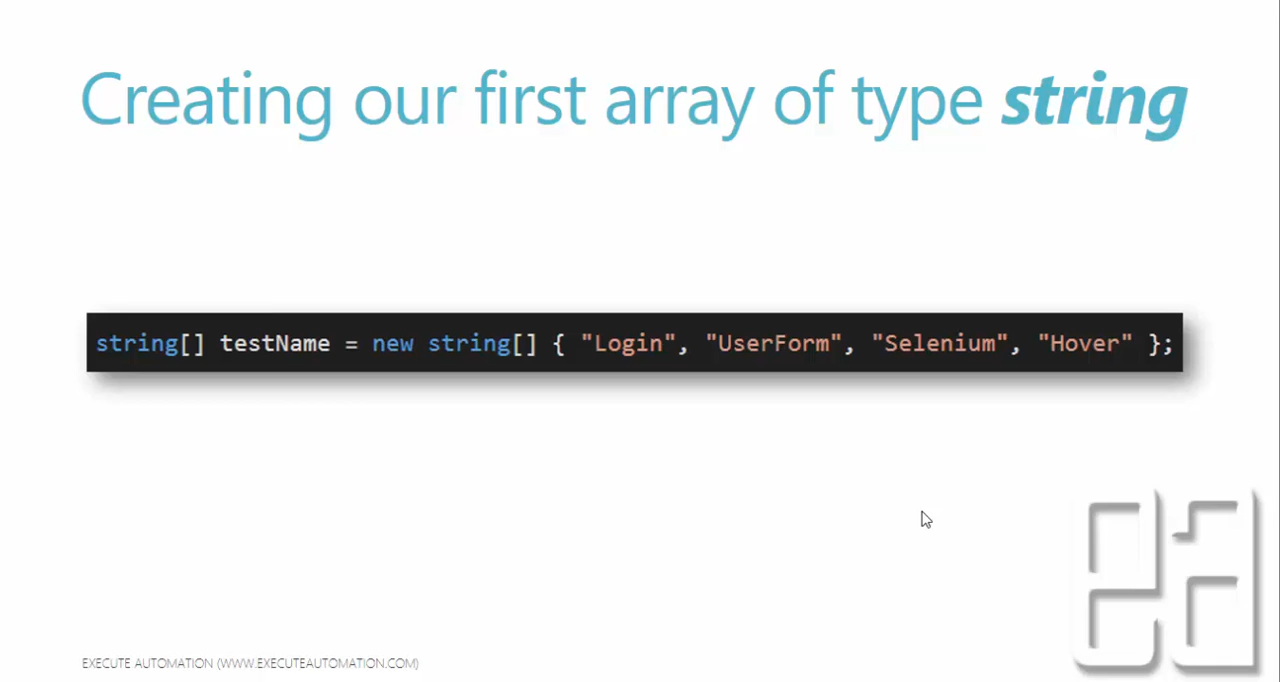 Creating our first array of type string
string[] testName = new string[] { "Login", "UserForm", "Selenium", "Hover" };
ea
EXECUTE AUTOMATION (WWW.EXECUTEAUTOMATION.COM)